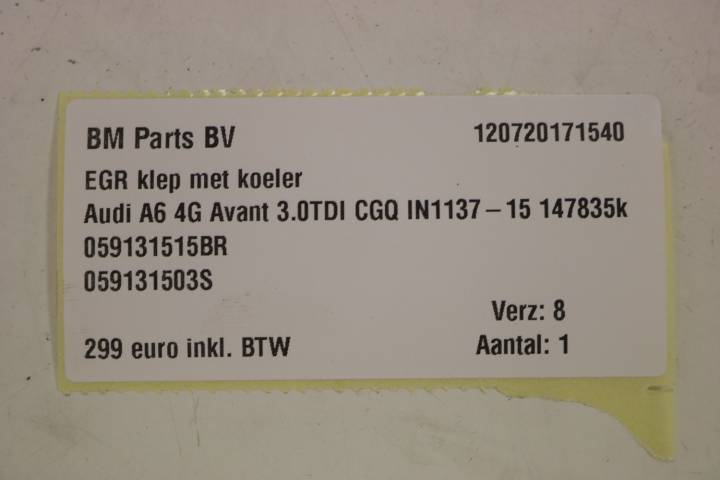 BM Parts BV 120720171540
EGR klep met koeler
Audi A6 4G Avant 3.0TDI CGQ IN1137-15 147835k
059131515BR
059131503S
Verz: 8
299 euro inkl. BTW Aantal: 1